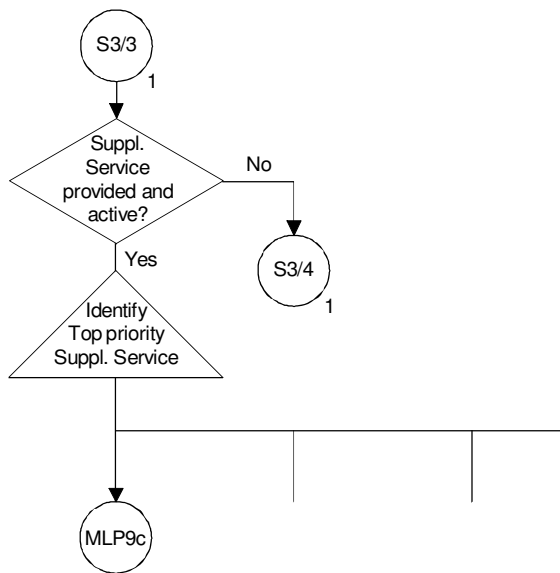 S3/3
1
Suppl.
Service
provided and
active?
No
S3/4
1
Yes
Identify
Top priority
Suppl. Service
MLP9c